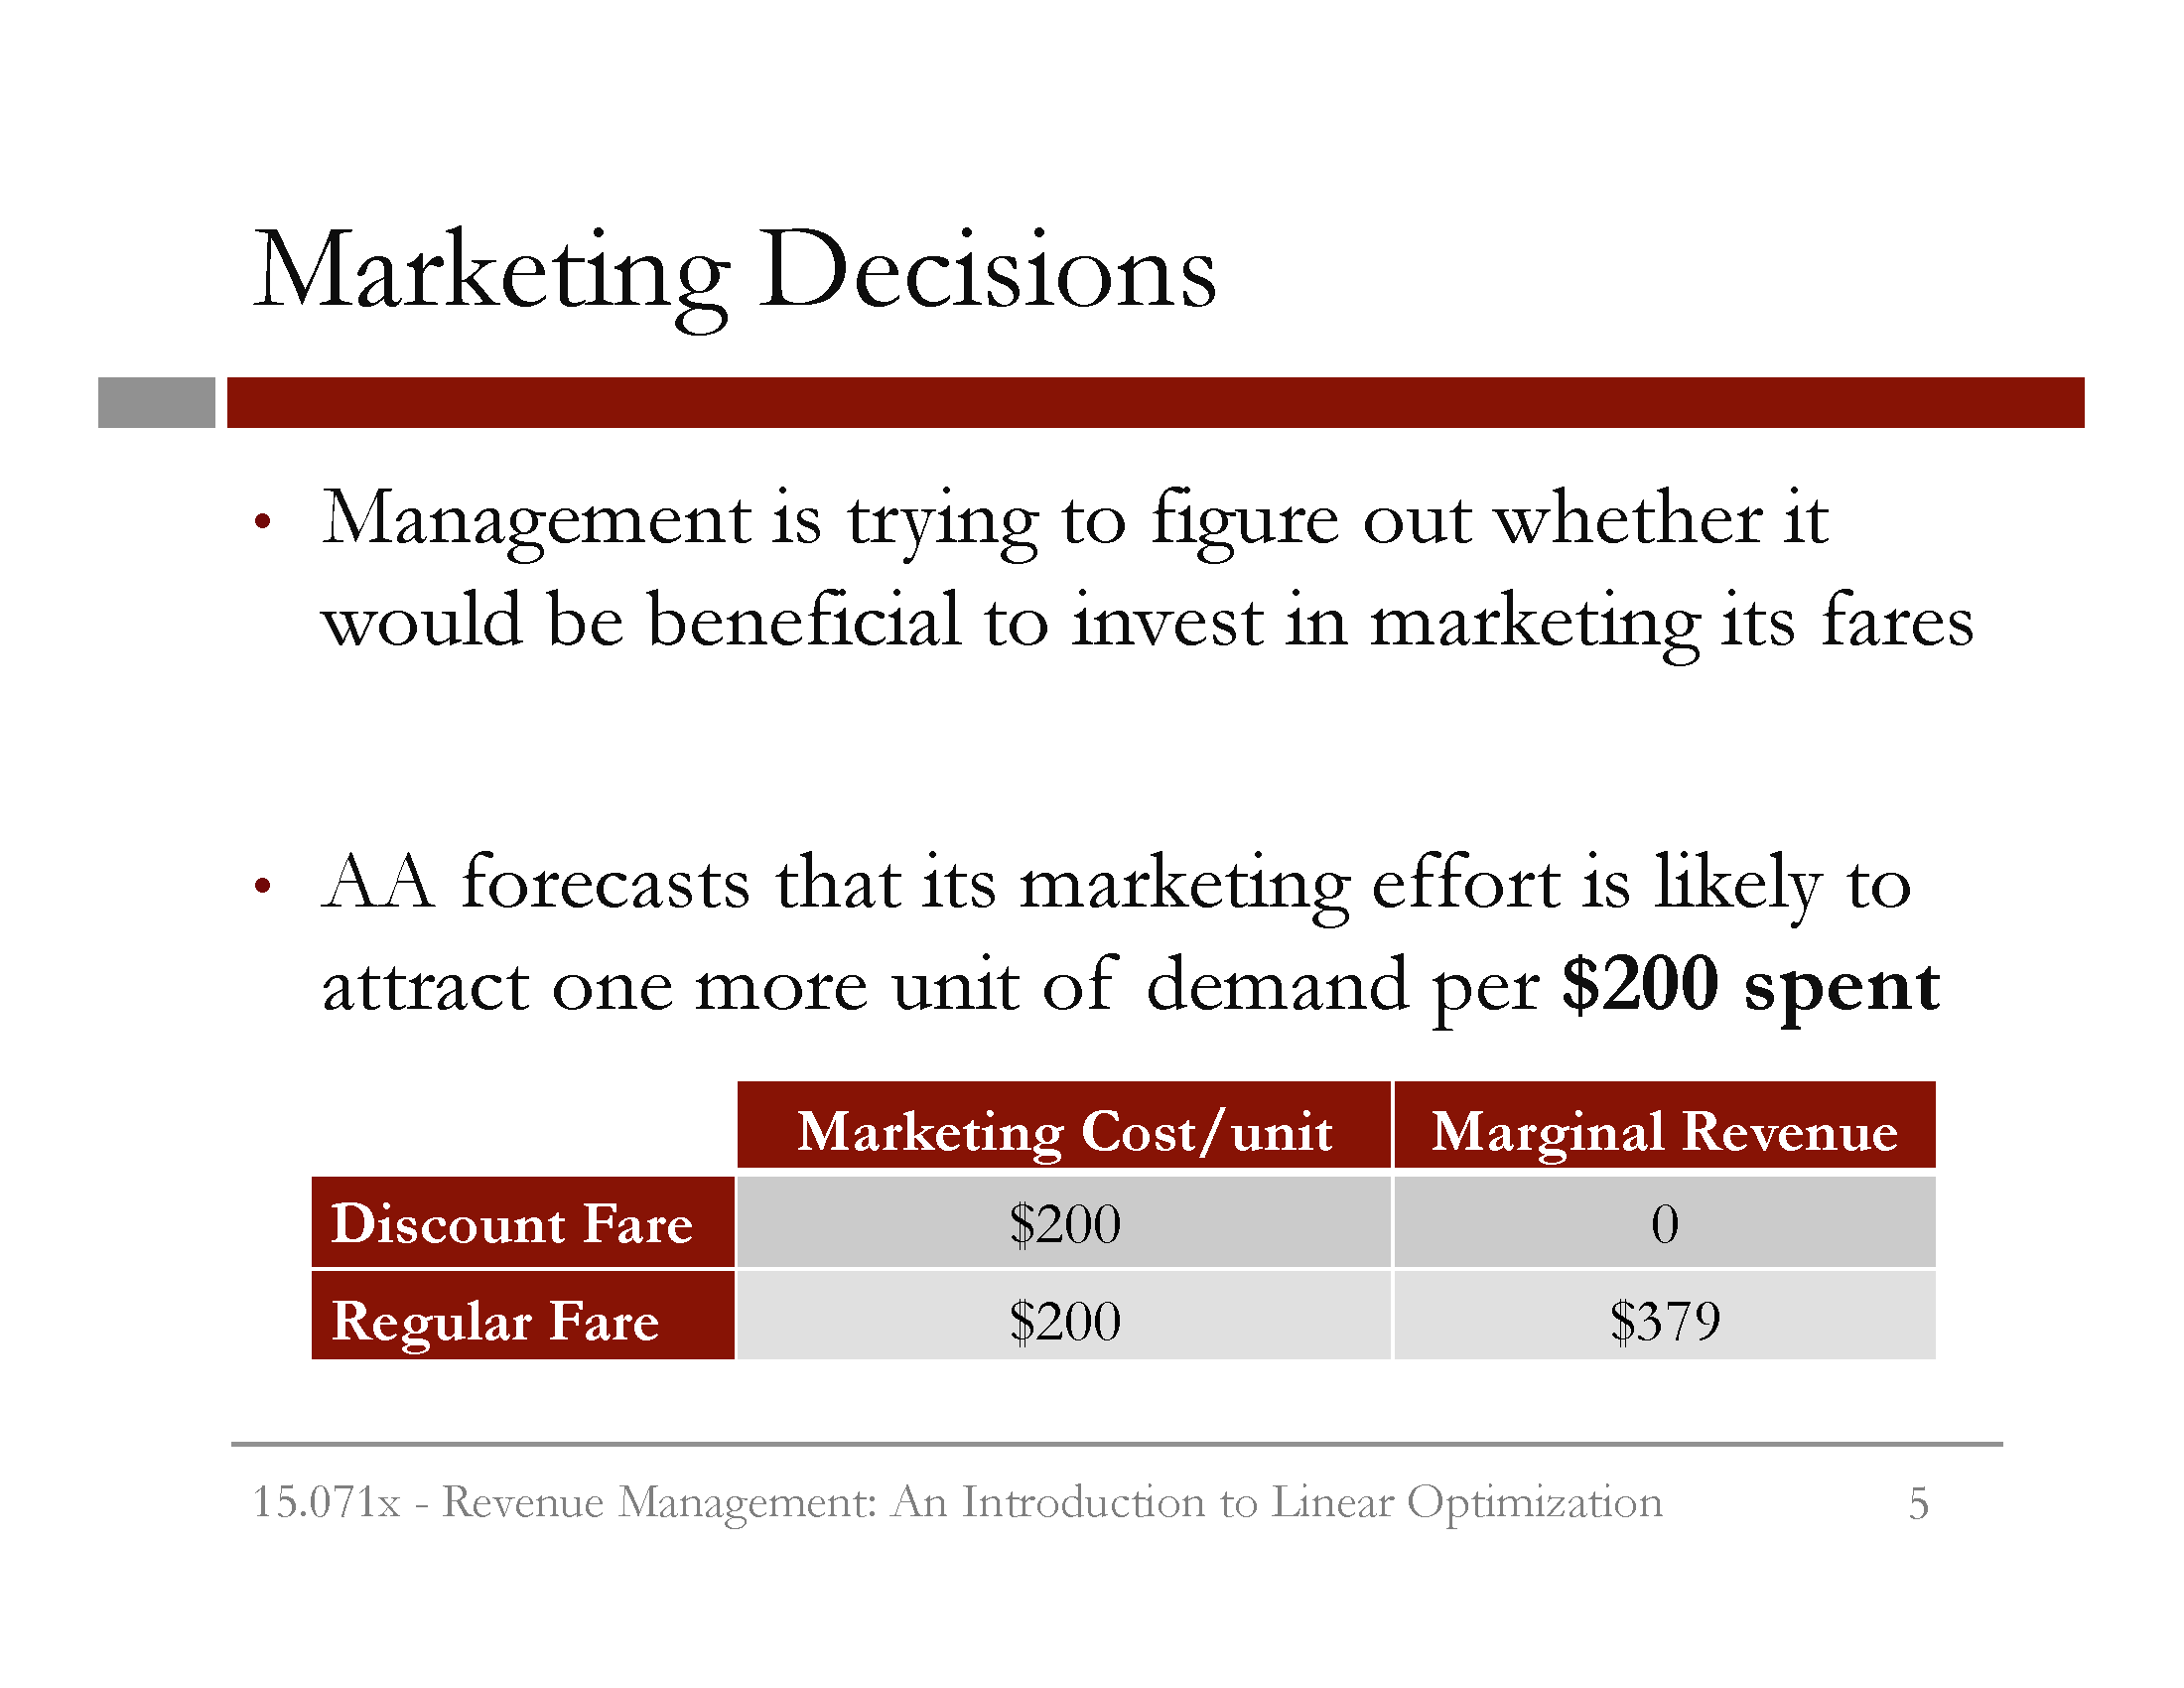 Marketing Decisions
• Management is trying to figure out whether it
would be beneficial to invest in marketing its fares
• AA forecasts that its marketing effort is likely to
attract one more unit of demand per $200 spent
Marketing Cost/unit Marginal Revenue
Discount Fare $200 0
Regular Fare $200 $379
15.071x - Revenue Management: An Introduction to Linear Optimization 5